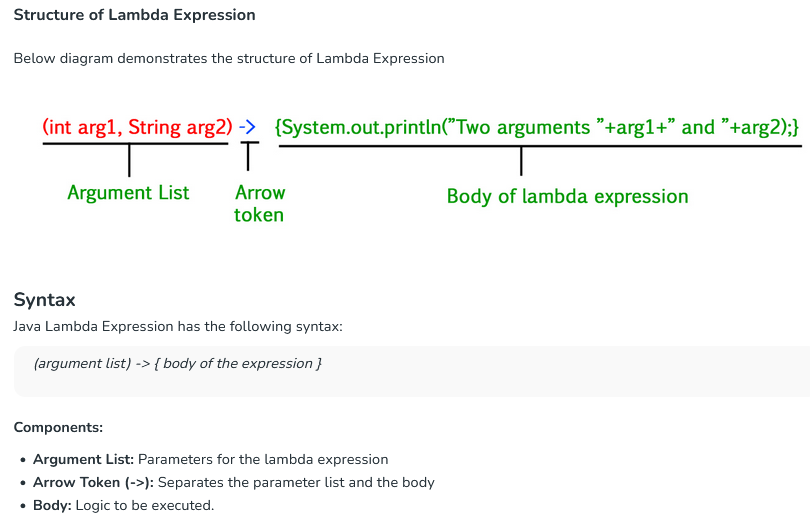 Structure of Lambda Expression
Below diagram demonstrates the structure of Lambda Expression
(int arg1, String arg2) -> {System.out.println(”Two arguments ”+arg1+” and ”+arg2);}
Argument List
Arrow
token
Body of lambda expression
Syntax
Java Lambda Expression has the following syntax:
(argument list) -> { body of the expression }
Components:
• Argument List: Parameters for the lambda expression
• Arrow Token (->): Separates the parameter list and the body
• Body: Logic to be executed.